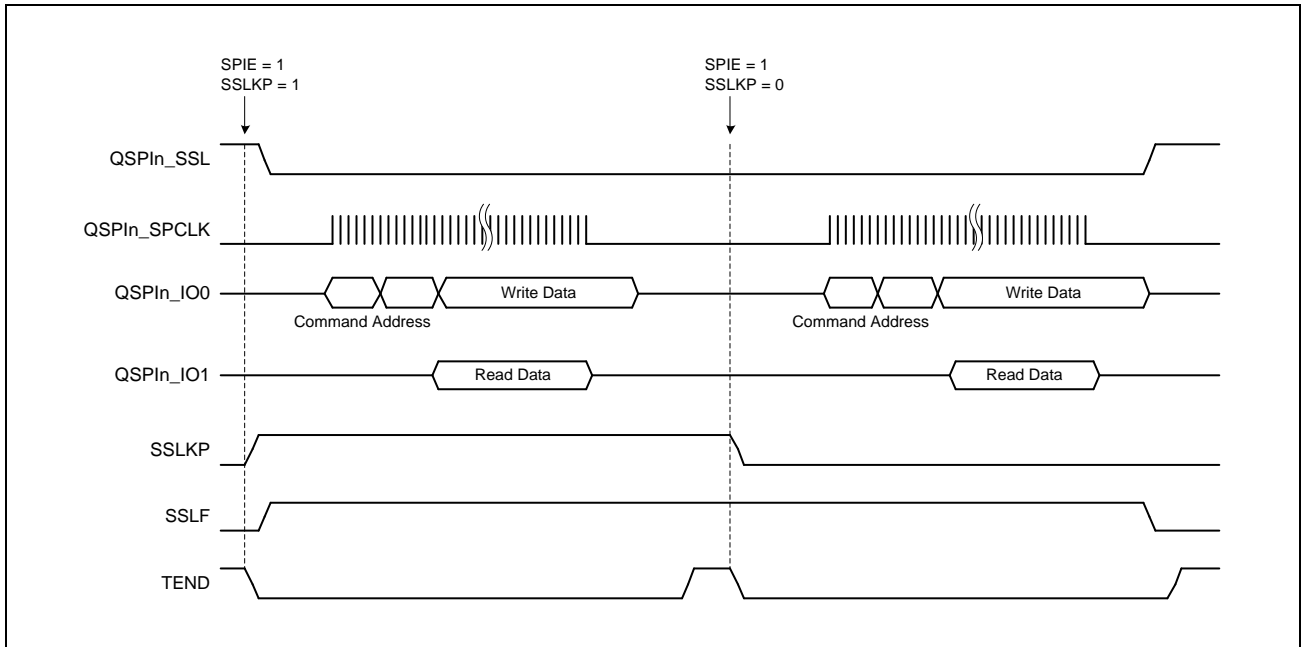 SPIE = 1
SSLKP = 1
SPIE = 1
SSLKP = 0
QSPIn_SSL
QSPIn_SPCLK
QSPIn_IO0
Write Data
Write Data
Command Address
Command Address
QSPIn_IO1
Read Data
Read Data
SSLKP
SSLF
TEND